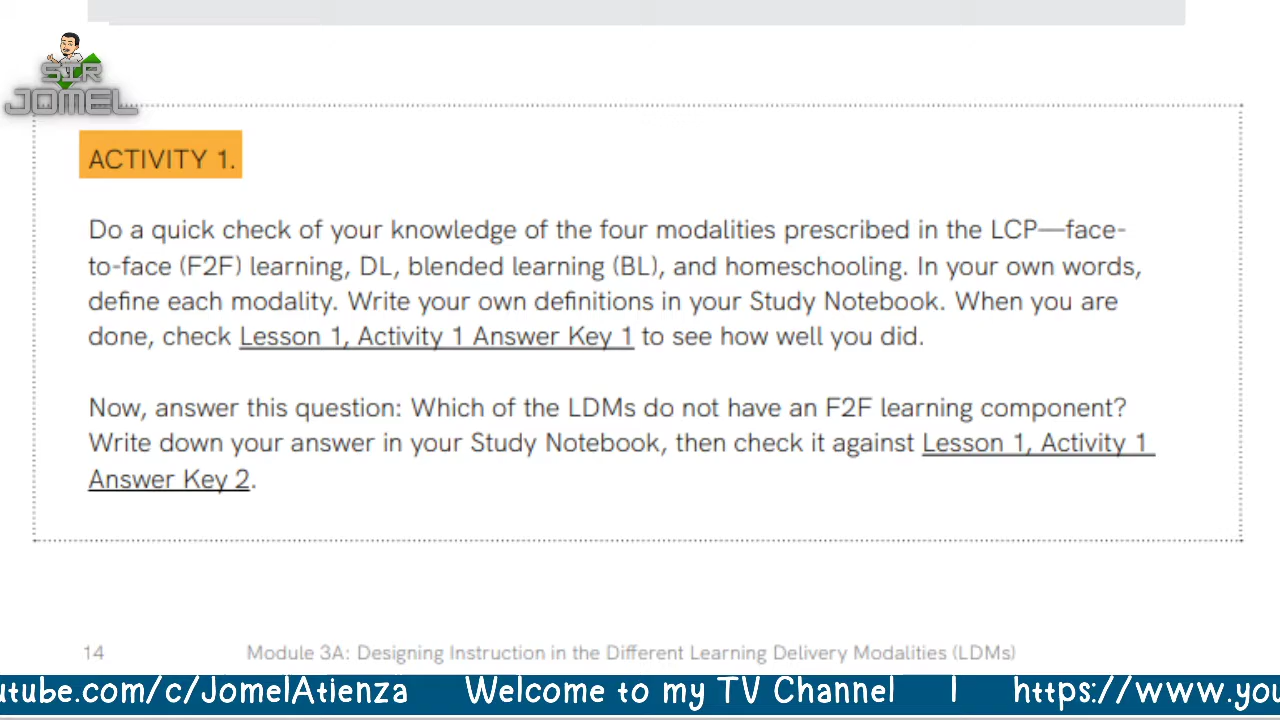 SIR
JOMEL
ACTIVITY 1.
Do a quick check of your knowledge of the four modalities prescribed in the LCP—face-
to-face (F2F) learning, DL, blended learning (BL), and homeschooling. In your own words,
define each modality. Write your own definitions in your Study Notebook. When you are
done, check Lesson 1, Activity 1 Answer Key 1 to see how well you did.
Now, answer this question: Which of the LDMs do not have an F2F learning component?
Write down your answer in your Study Notebook, then check it against Lesson 1, Activity 1
Answer Key 2.
14 Module 3A: Designing Instruction in the Different Learning Delivery Modalities (LDMs)
utube.com/c/JomelAtienza Welcome to my TV Channel | https://www.you